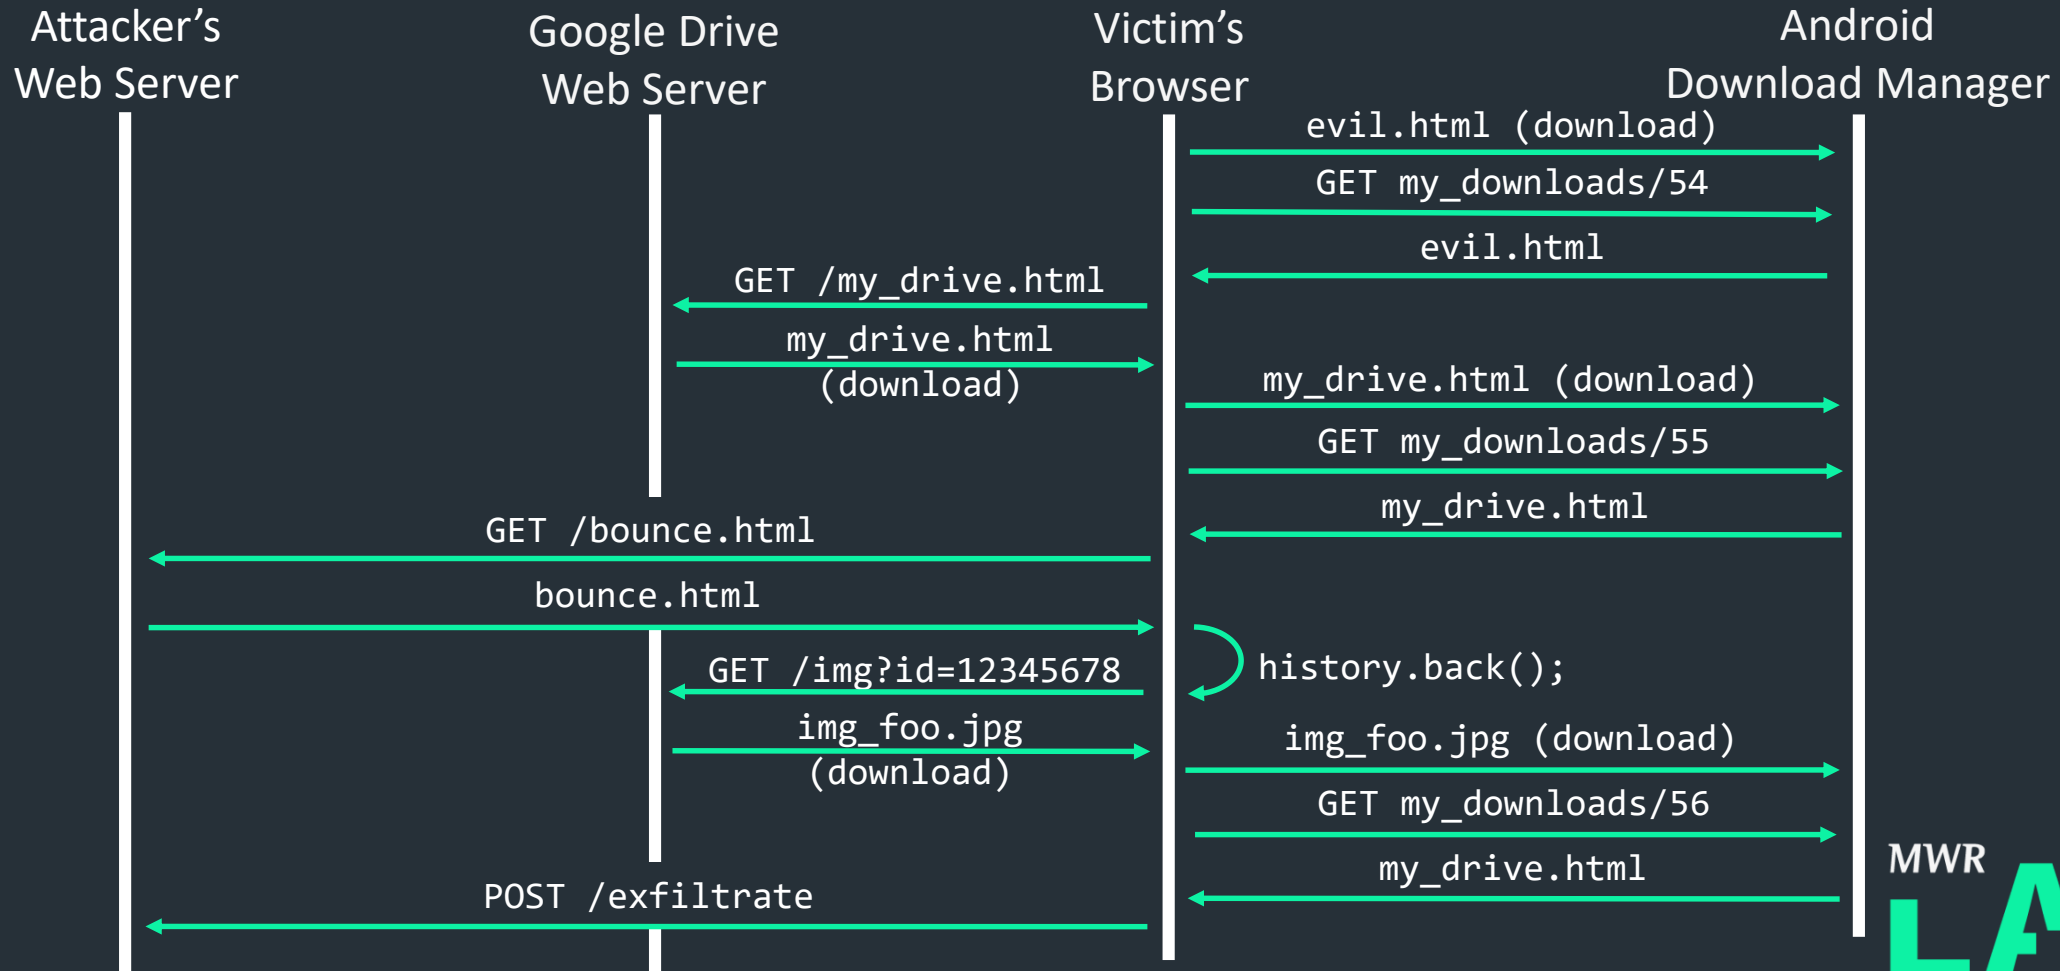 Attacker’s
Web Server
Google Drive
Web Server
Victim’s
Browser
Android
Download Manager
evil.html (download)
GET my_downloads/54
evil.html
GET /my_drive.html
my_drive.html
(download)
my_drive.html (download)
GET my_downloads/55
my_drive.html
GET /bounce.html
bounce.html
history.back();
GET /img?id=12345678
img_foo.jpg
(download)
img_foo.jpg (download)
GET my_downloads/56
my_drive.html
POST /exfiltrate
MWR
LA